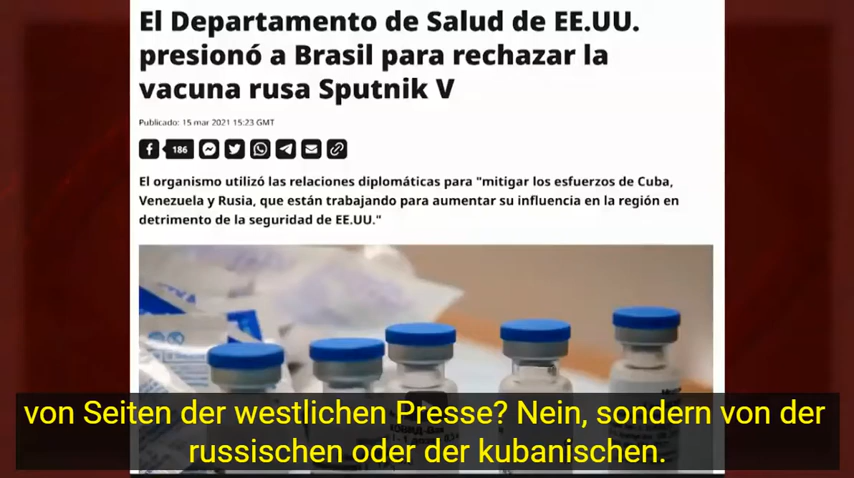 El Departamento de Salud de EE.UU.
presionó a Brasil para rechazar la
vacuna rusa Sputnik V
Publicado: 15 mar 2021 15:23 GMT
186
El organismo utilizó las relaciones diplomáticas para "mitigar los esfuerzos de Cuba,
Venezuela y Rusia, que están trabajando para aumentar su influencia en la región en
detrimento de la seguridad de EE.UU."
von Seiten der westlichen Presse? Nein, sondern von der
russischen oder der kubanischen.